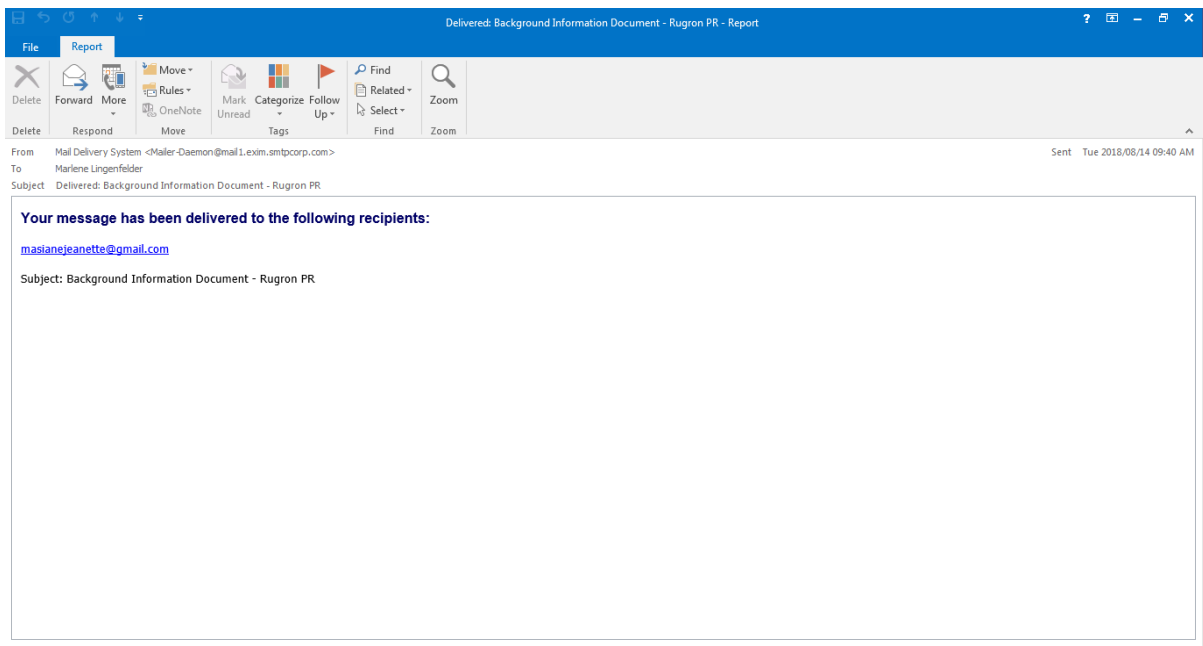 Delivered: Background Information Document - Rugron PR - Report
File Report
Delete Forward More Move Rules OneNote Mark Unread Categorize Follow Up Find Related Select Zoom
Delete Respond Move Tags Find Zoom
From Mail Delivery System <Mailer-Daemon@mail1.exim.smtpcorp.com> Sent Tue 2018/08/14 09:40 AM
To Marlene Lingenfelder
Subject Delivered: Background Information Document - Rugron PR
Your message has been delivered to the following recipients:
masianejeanette@gmail.com
Subject: Background Information Document - Rugron PR